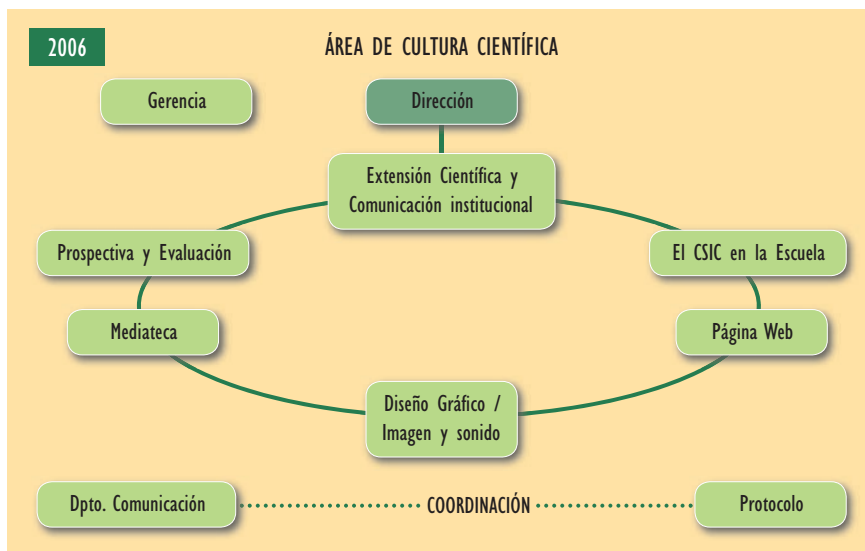 2006
ÁREA DE CULTURA CIENTÍFICA
Gerencia
Dirección
Extensión Científica y
Comunicación institucional
Prospectiva y Evaluación
El CSIC en la Escuela
Mediateca
Página Web
Diseño Gráfico /
Imagen y sonido
Dpto. Comunicación
COORDINACIÓN
Protocolo